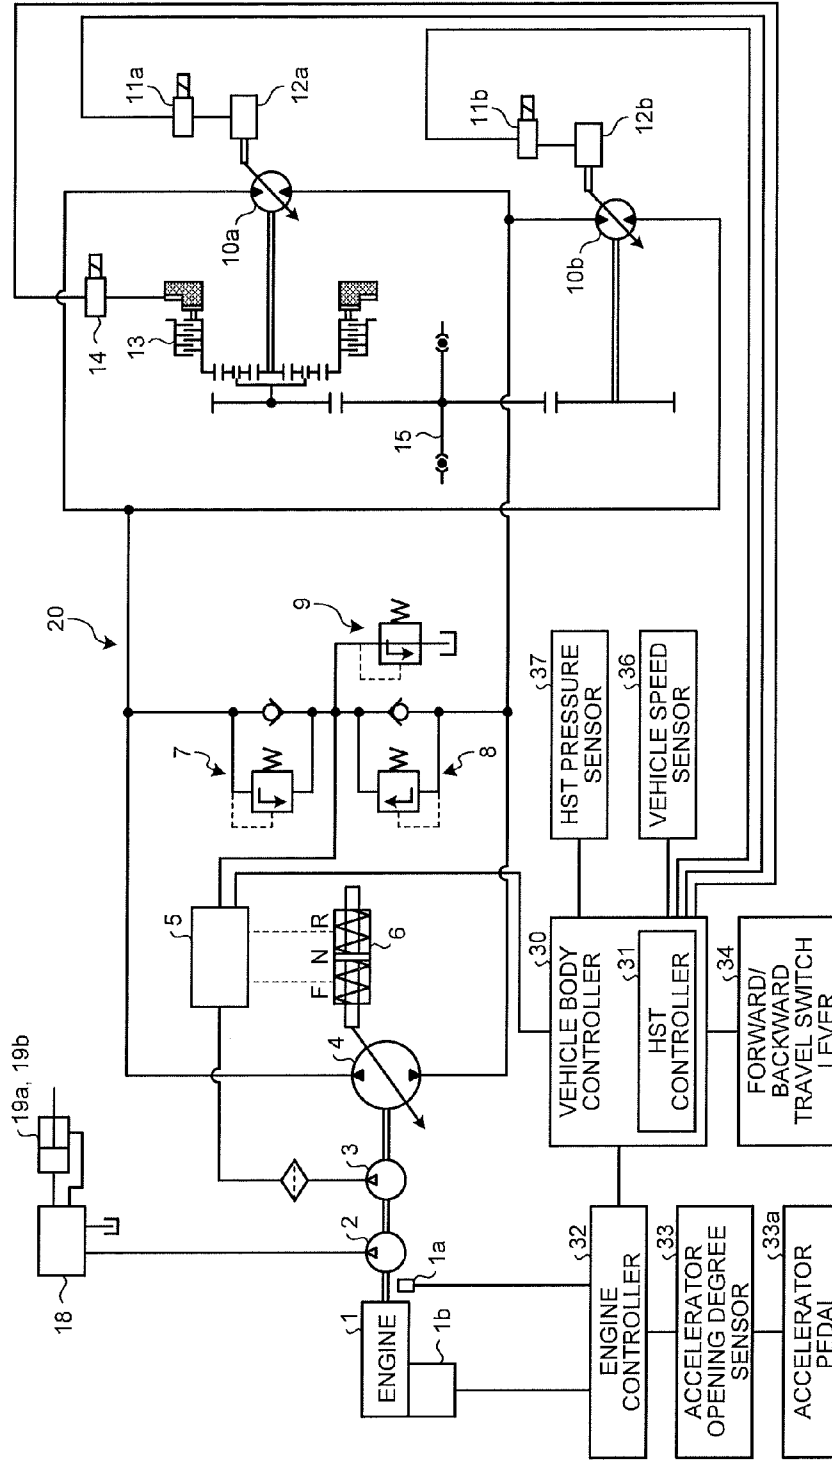 19a, 19b
18
5
20
7
8
9
14
13
11a
12a
10a
11b
12b
10b
15
F N R
6
4
3
2
1
ENGINE
1a
1b
32
ENGINE
CONTROLLER
33
ACCELERATOR
OPENING DEGREE
SENSOR
33a
ACCELERATOR
PEDAL
30
VEHICLE BODY
CONTROLLER
31
HST
CONTROLLER
34
FORWARD/
BACKWARD
TRAVEL SWITCH
LEVER
37
HST PRESSURE
SENSOR
36
VEHICLE SPEED
SENSOR